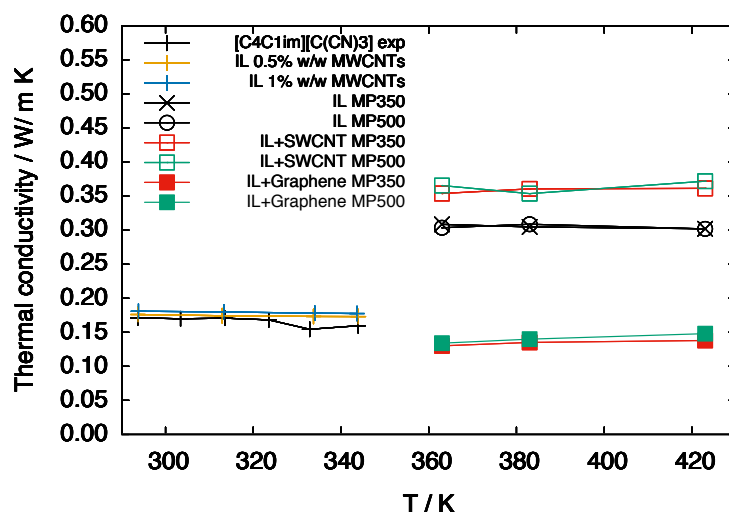 0.60
0.55
0.50
0.45
0.40
0.35
0.30
0.25
0.20
0.15
0.10
0.05
0.00
Thermal conductivity / W/ m K
[C4C1im][C(CN)3] exp
IL 0.5% w/w MWCNTs
IL 1% w/w MWCNTs
IL MP350
IL MP500
IL+SWCNT MP350
IL+SWCNT MP500
IL+Graphene MP350
IL+Graphene MP500
300 320 340 360 380 400 420
T / K